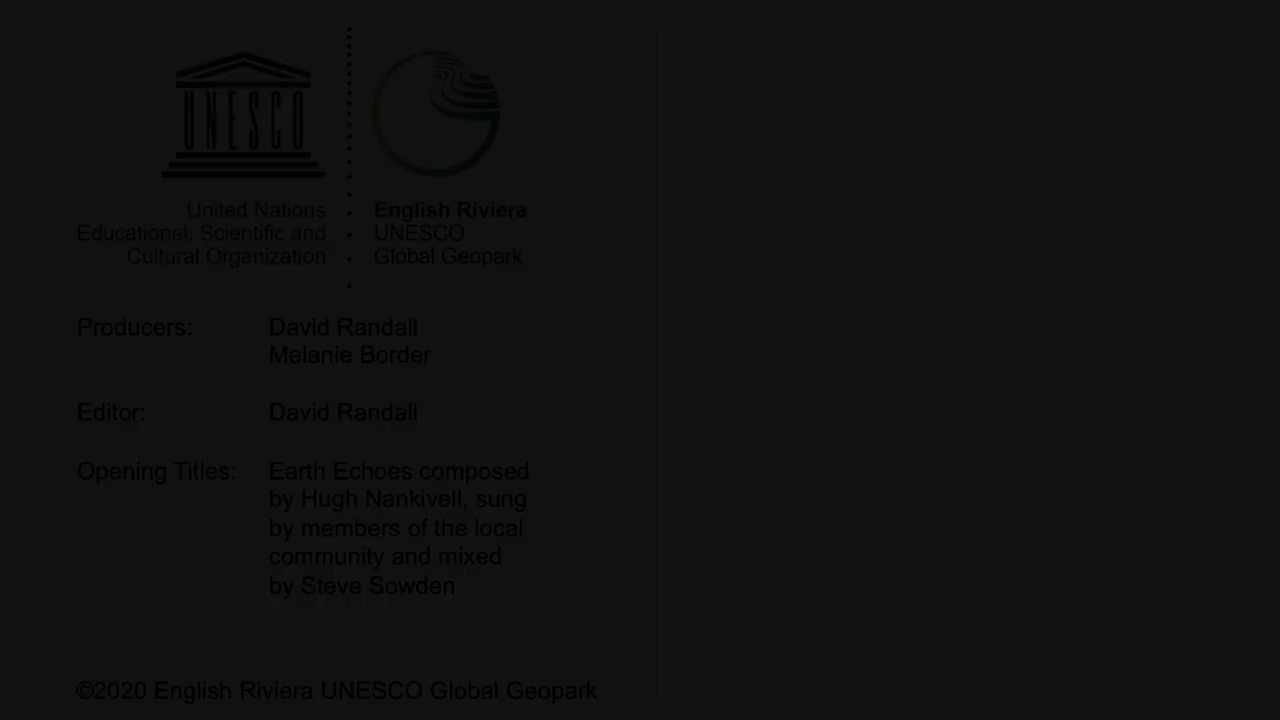 UNESCO
United Nations
Educational, Scientific and
Cultural Organization
English Riviera
UNESCO
Global Geopark
Producers: David Randall
Melanie Border
Editor: David Randall
Opening Titles: Earth Echoes composed
by Hugh Nankivell, sung
by members of the local
community and mixed
by Steve Sowden
©2020 English Riviera UNESCO Global Geopark